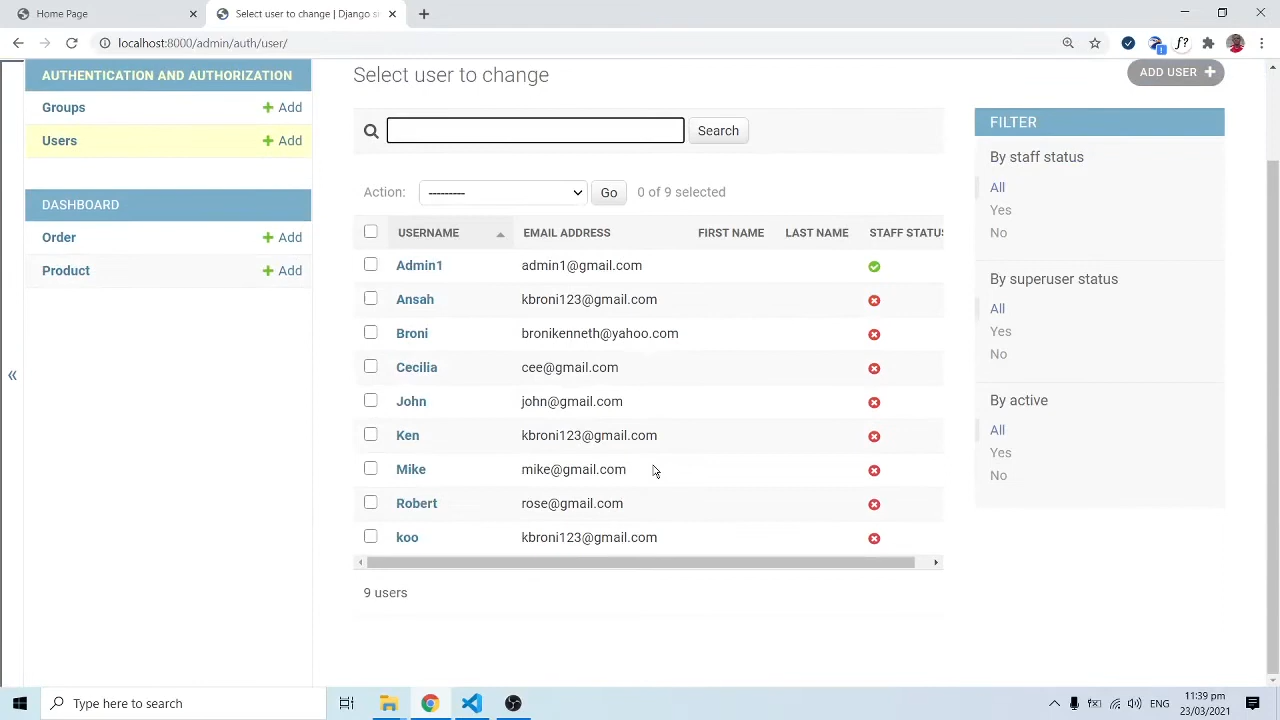 Home Page
Select user to change | Django s
localhost:8000/admin/auth/user/
AUTHENTICATION AND AUTHORIZATION
Groups + Add
Users + Add
DASHBOARD
Order + Add
Product + Add
«
Select user to change
ADD USER +
Search
Action: --------- Go 0 of 9 selected
USERNAME EMAIL ADDRESS FIRST NAME LAST NAME STAFF STATUS
Admin1 admin1@gmail.com
Ansah kbroni123@gmail.com
Broni bronikenneth@yahoo.com
Cecilia cee@gmail.com
John john@gmail.com
Ken kbroni123@gmail.com
Mike mike@gmail.com
Robert rose@gmail.com
koo kbroni123@gmail.com
9 users
FILTER
By staff status
All
Yes
No
By superuser status
All
Yes
No
By active
All
Yes
No
Type here to search
ENG
11:39 pm
23/03/2021